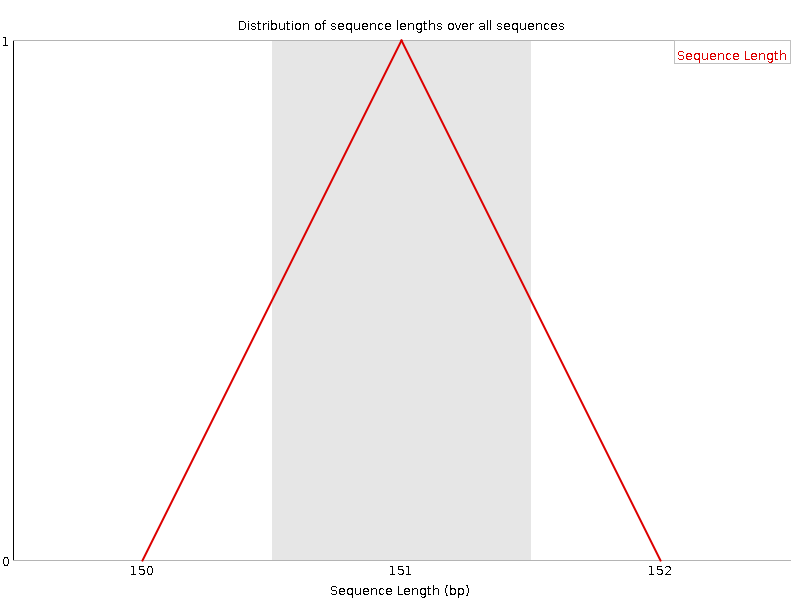 Distribution of sequence lengths over all sequences
1
Sequence Length
0
150 151 152
Sequence Length (bp)